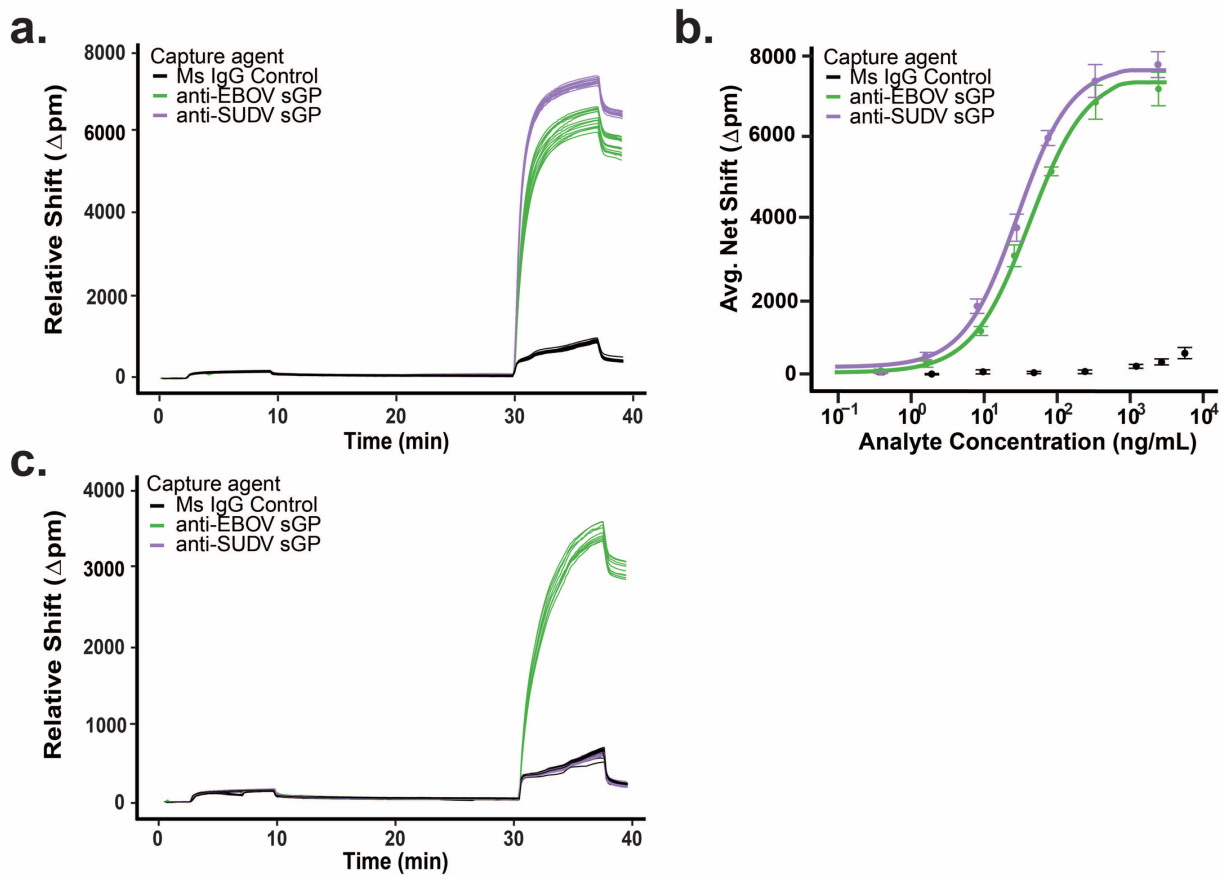 a.
Capture agent
Ms IgG Control
anti-EBOV sGP
anti-SUDV sGP
8000
6000
4000
2000
0
Relative Shift (Δpm)
0 10 20 30 40
Time (min)
b.
Capture agent
Ms IgG Control
anti-EBOV sGP
anti-SUDV sGP
8000
6000
4000
2000
0
Avg. Net Shift (Δpm)
10⁻¹ 10⁰ 10¹ 10² 10³ 10⁴
Analyte Concentration (ng/mL)
c.
Capture agent
Ms IgG Control
anti-EBOV sGP
anti-SUDV sGP
4000
3000
2000
1000
0
Relative Shift (Δpm)
0 10 20 30 40
Time (min)